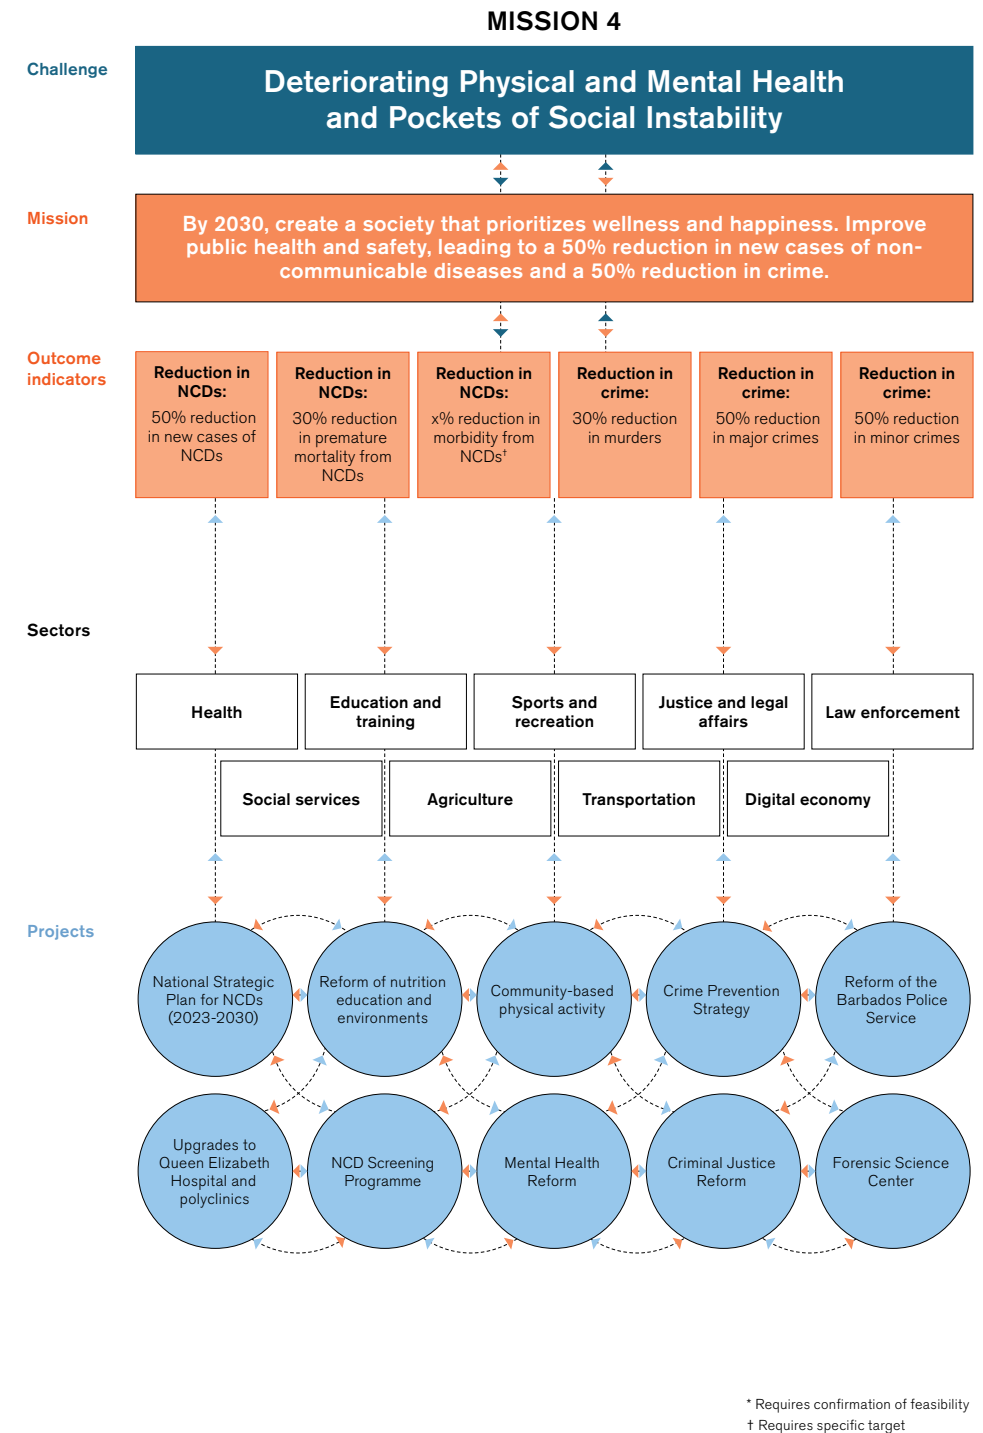 MISSION 4
Challenge
Deteriorating Physical and Mental Health
and Pockets of Social Instability
Mission
By 2030, create a society that prioritizes wellness and happiness. Improve
public health and safety, leading to a 50% reduction in new cases of non-
communicable diseases and a 50% reduction in crime.
Outcome
indicators
Reduction in
NCDs:
50% reduction
in new cases of
NCDs
Reduction in
NCDs:
30% reduction
in premature
mortality from
NCDs
Reduction in
NCDs:
x% reduction in
morbidity from
NCDs†
Reduction in
crime:
30% reduction
in murders
Reduction in
crime:
50% reduction
in major crimes
Reduction in
crime:
50% reduction
in minor crimes
Sectors
Health
Education and
training
Sports and
recreation
Justice and legal
affairs
Law enforcement
Social services
Agriculture
Transportation
Digital economy
Projects
National Strategic
Plan for NCDs
(2023-2030)
Reform of nutrition
education and
environments
Community-based
physical activity
Crime Prevention
Strategy
Reform of the
Barbados Police
Service
Upgrades to
Queen Elizabeth
Hospital and
polyclinics
NCD Screening
Programme
Mental Health
Reform
Criminal Justice
Reform
Forensic Science
Center
* Requires confirmation of feasibility
† Requires specific target